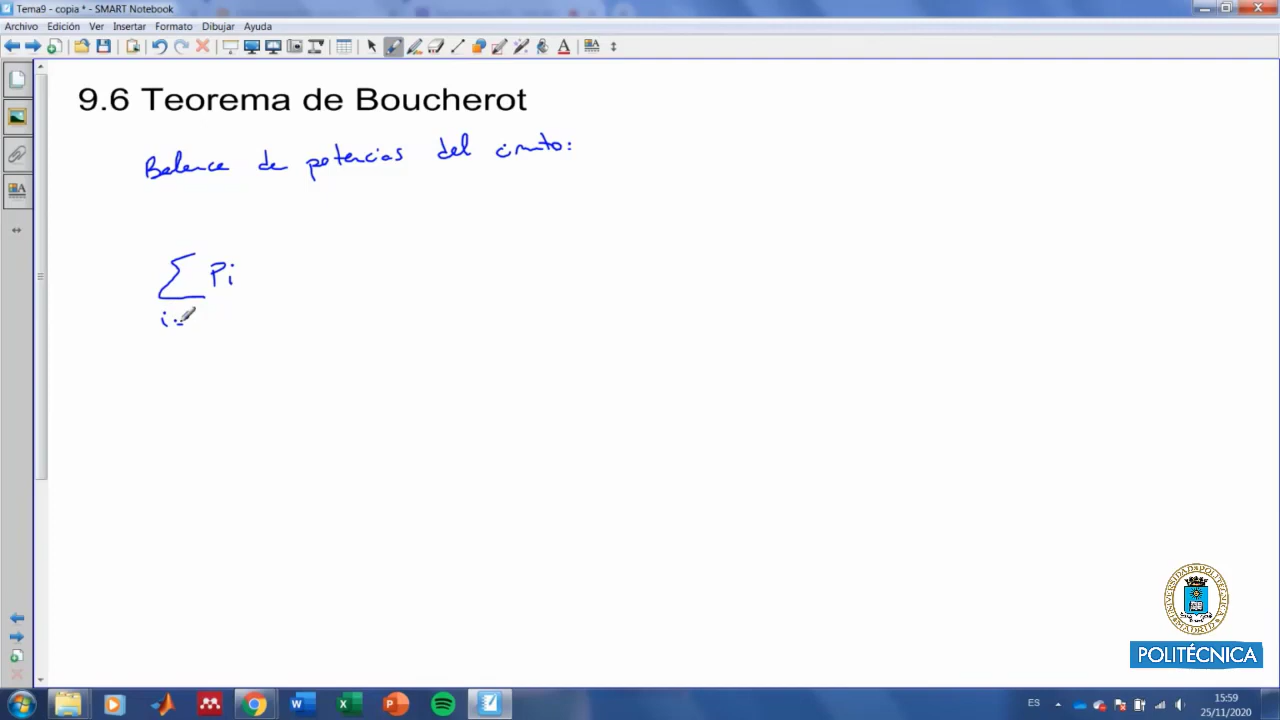 Tema9 - copia * - SMART Notebook
Archivo Edición Ver Insertar Formato Dibujar Ayuda
9.6 Teorema de Boucherot
Balance de potencias del circuito:
∑ Pi
i =
POLITÉCNICA
ES
15:59
25/11/2020